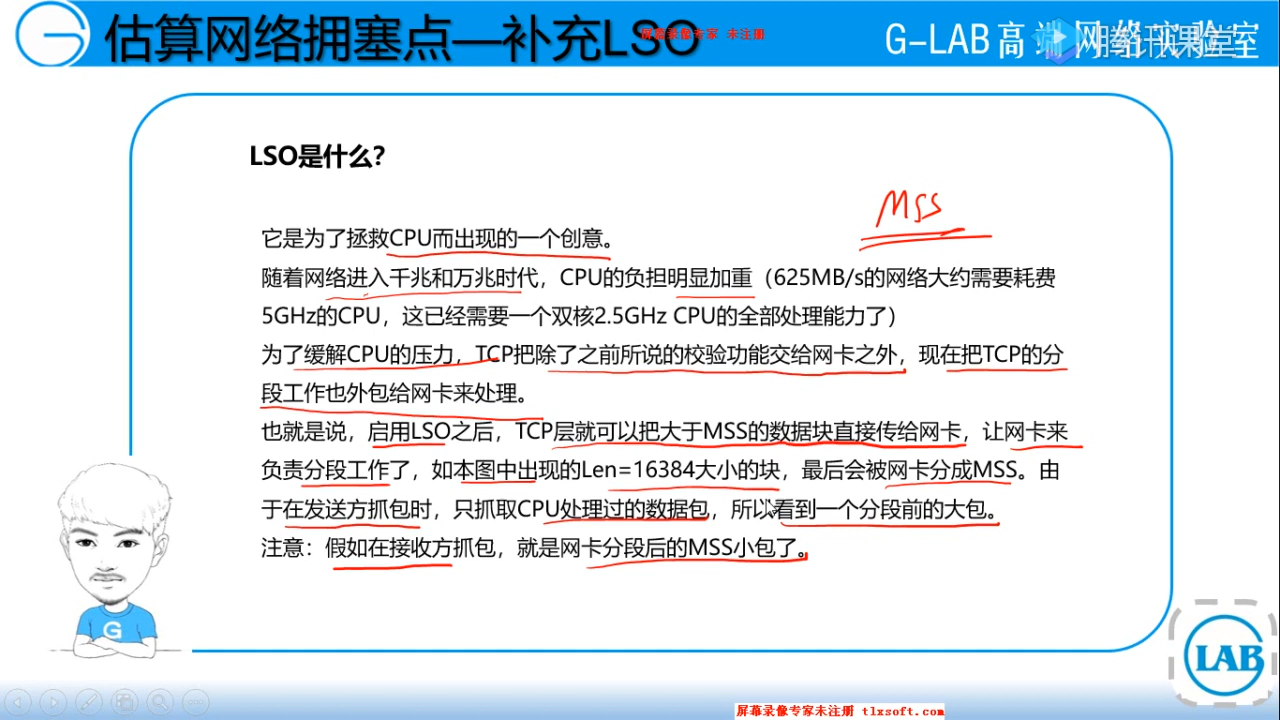 估算网络拥塞点—补充LSO
屏幕录像专家 未注册
G-LAB高端网络实验室
腾讯课堂
LSO是什么？
MSS
它是为了拯救CPU而出现的一个创意。
随着网络进入千兆和万兆时代，CPU的负担明显加重（625MB/s的网络大约需要耗费
5GHz的CPU，这已经需要一个双核2.5GHz CPU的全部处理能力了）
为了缓解CPU的压力，TCP把除了之前所说的校验功能交给网卡之外，现在把TCP的分
段工作也外包给网卡来处理。
也就是说，启用LSO之后，TCP层就可以把大于MSS的数据块直接传给网卡，让网卡来
负责分段工作了，如本图中出现的Len=16384大小的块，最后会被网卡分成MSS。由
于在发送方抓包时，只抓取CPU处理过的数据包，所以看到一个分段前的大包。
注意：假如在接收方抓包，就是网卡分段后的MSS小包了。
G
LAB
屏幕录像专家未注册 tlxsoft.com